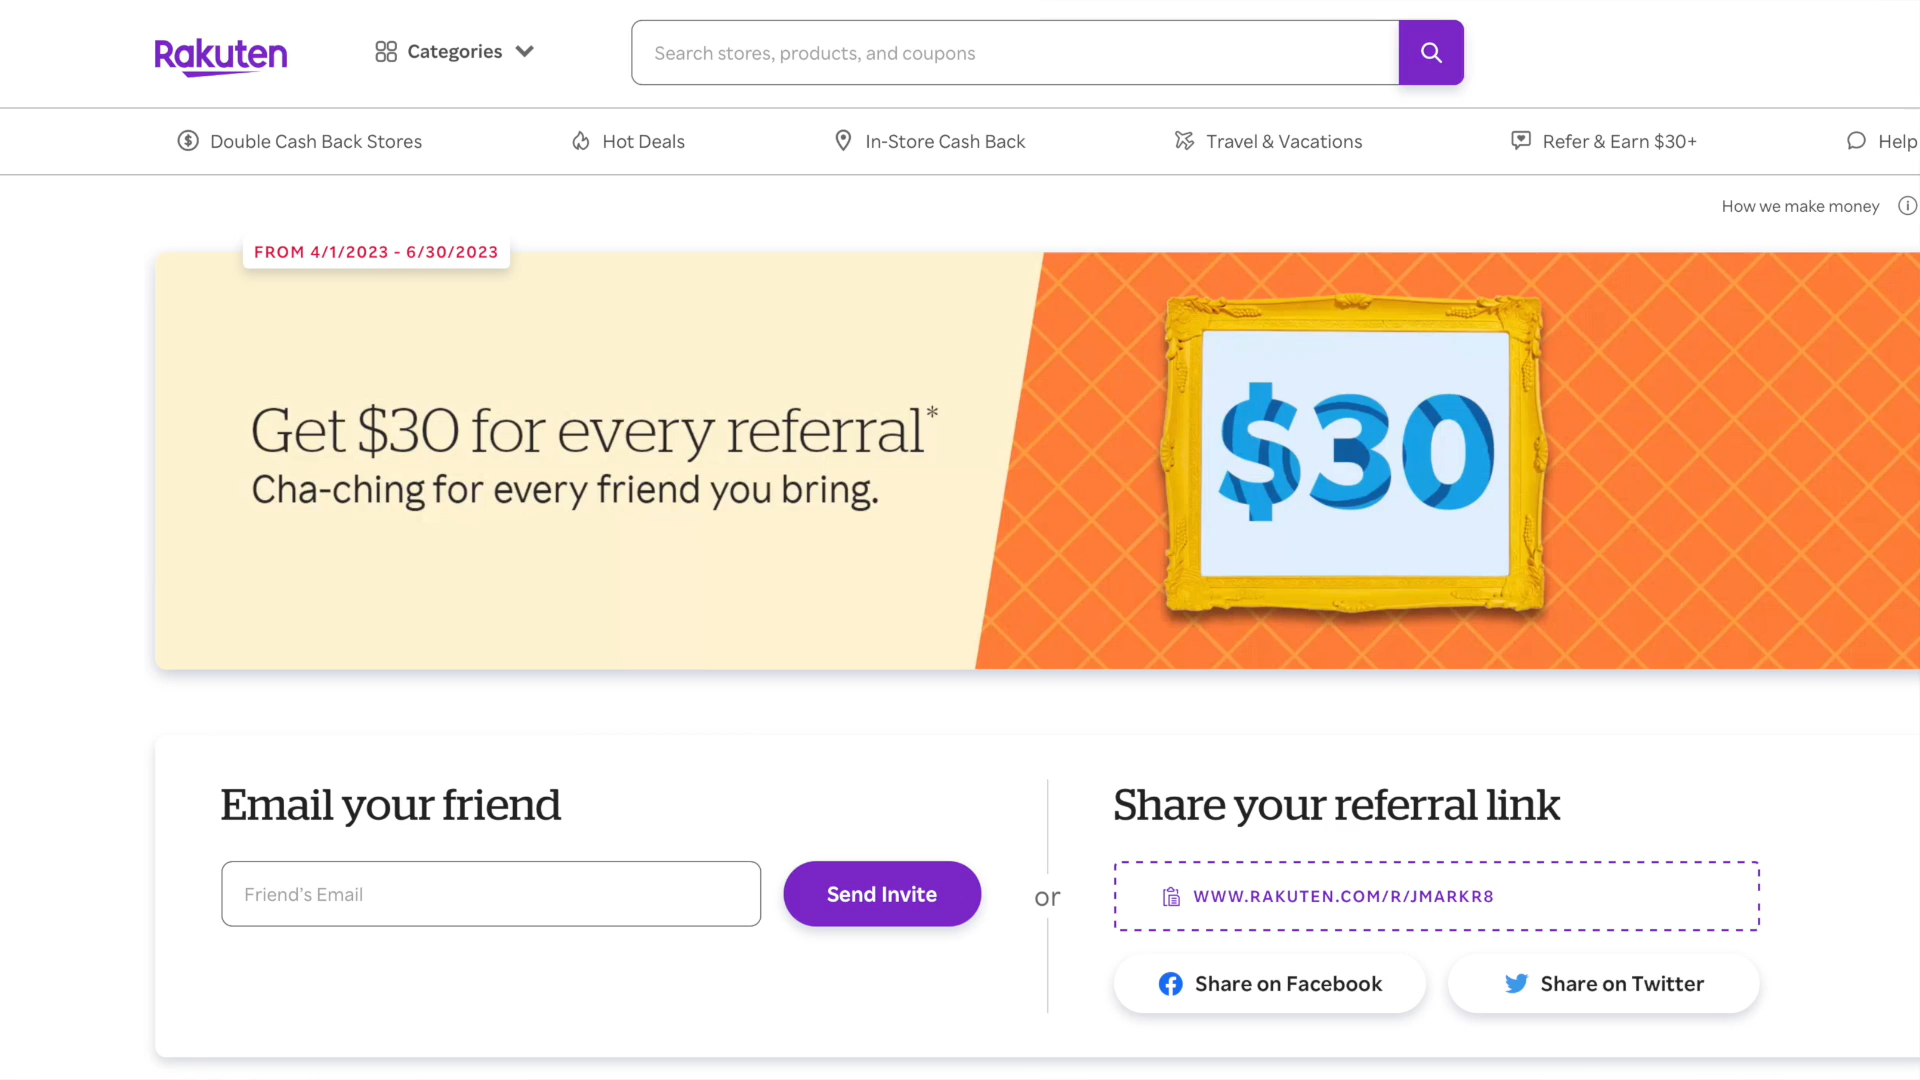 Rakuten
Categories
Search stores, products, and coupons
Double Cash Back Stores
Hot Deals
In-Store Cash Back
Travel & Vacations
Refer & Earn $30+
Help
How we make money
FROM 4/1/2023 - 6/30/2023
Get $30 for every referral*
Cha-ching for every friend you bring.
$30
Email your friend
Friend's Email
Send Invite
or
Share your referral link
WWW.RAKUTEN.COM/R/JMARKR8
Share on Facebook
Share on Twitter